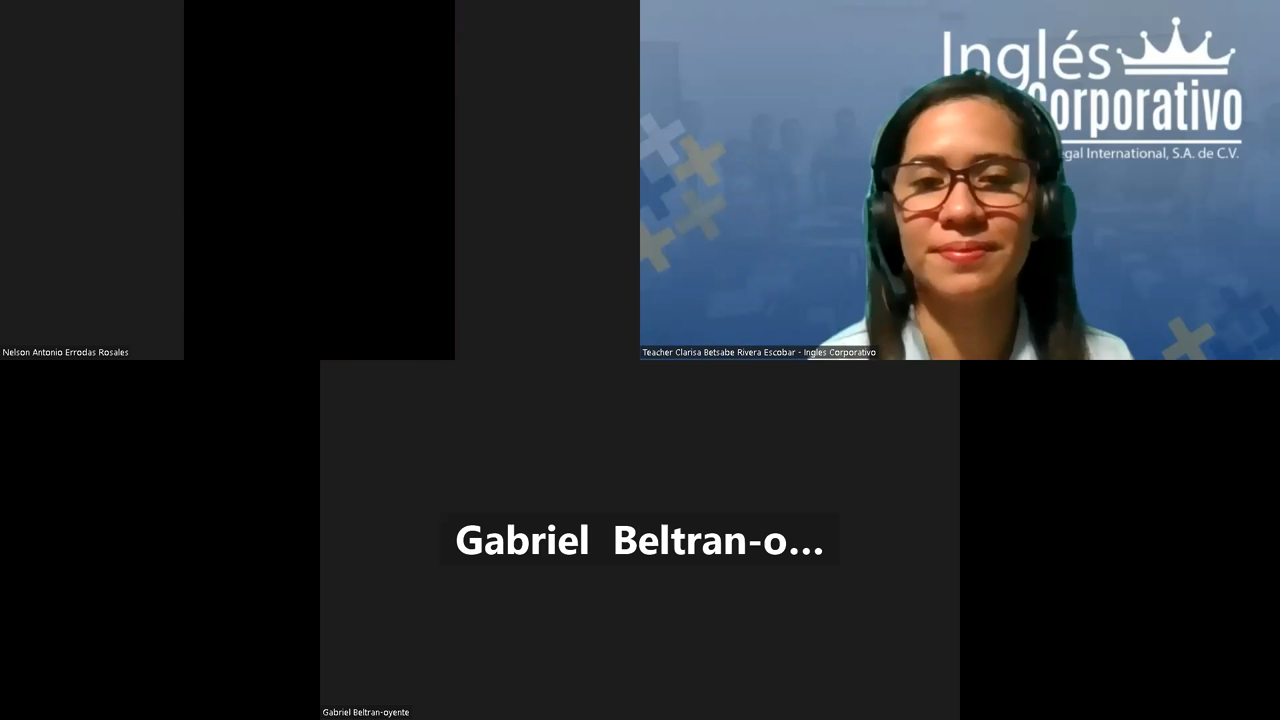 Inglés
Corporativo
egal International, S.A. de C.V.
Nelson Antonio Errodas Rosales
Teacher Clarisa Betsabe Rivera Escobar - Ingles Corporativo
Gabriel Beltran-o...
Gabriel Beltran-oyente